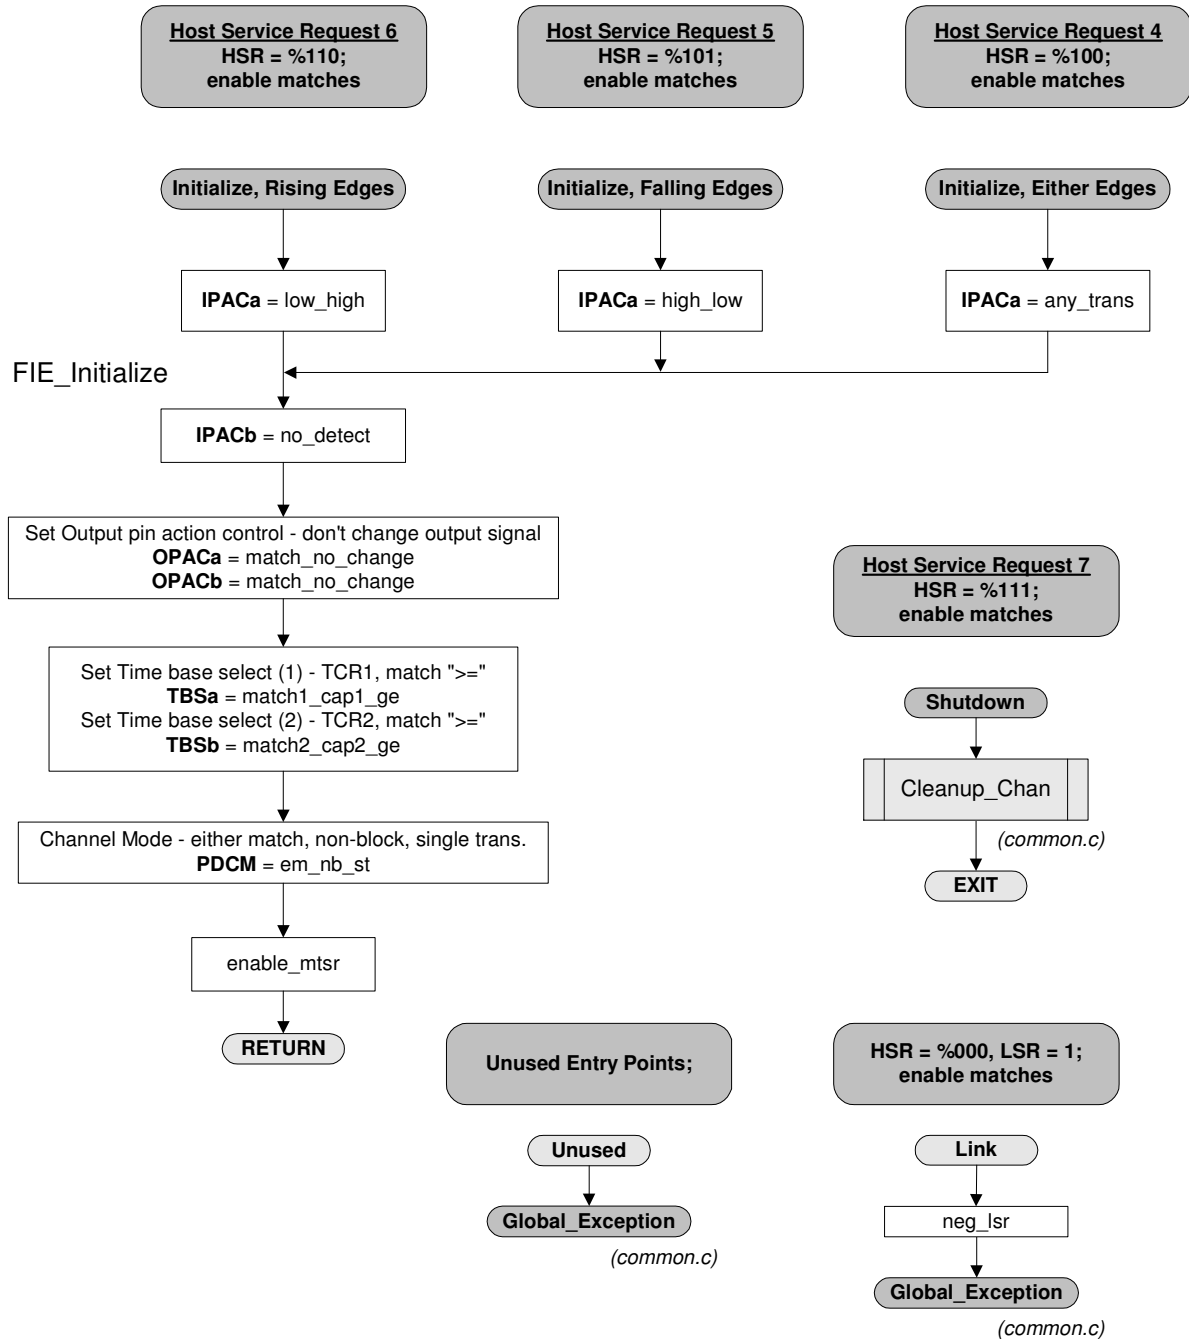 Host Service Request 6
HSR = %110;
enable matches
Host Service Request 5
HSR = %101;
enable matches
Host Service Request 4
HSR = %100;
enable matches
Initialize, Rising Edges
Initialize, Falling Edges
Initialize, Either Edges
IPACa = low_high
IPACa = high_low
IPACa = any_trans
FIE_Initialize
IPACb = no_detect
Set Output pin action control - don't change output signal
OPACa = match_no_change
OPACb = match_no_change
Set Time base select (1) - TCR1, match ">="
TBSa = match1_cap1_ge
Set Time base select (2) - TCR2, match ">="
TBSb = match2_cap2_ge
Channel Mode - either match, non-block, single trans.
PDCM = em_nb_st
enable_mtsr
RETURN
Host Service Request 7
HSR = %111;
enable matches
Shutdown
Cleanup_Chan
(common.c)
EXIT
Unused Entry Points;
Unused
Global_Exception
(common.c)
HSR = %000, LSR = 1;
enable matches
Link
neg_lsr
Global_Exception
(common.c)